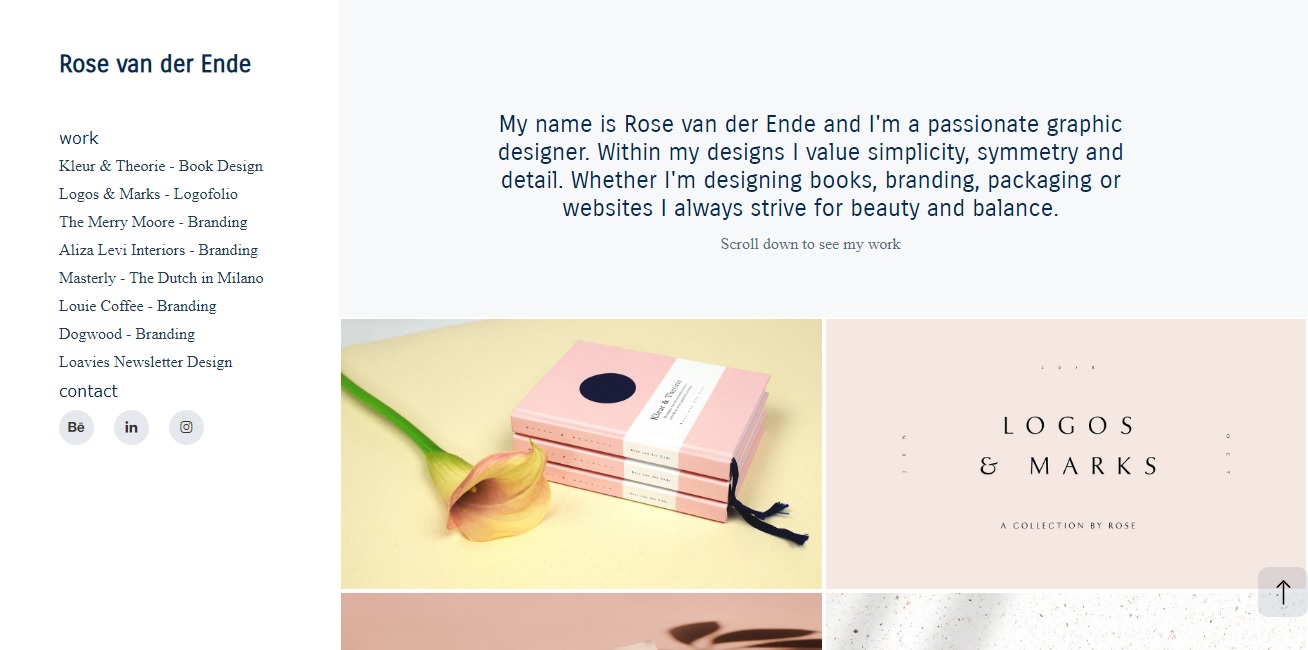 Rose van der Ende
work
Kleur & Theorie - Book Design
Logos & Marks - Logofolio
The Merry Moore - Branding
Aliza Levi Interiors - Branding
Masterly - The Dutch in Milano
Louie Coffee - Branding
Dogwood - Branding
Loavies Newsletter Design
contact
Bē
in
My name is Rose van der Ende and I'm a passionate graphic
designer. Within my designs I value simplicity, symmetry and
detail. Whether I'm designing books, branding, packaging or
websites I always strive for beauty and balance.
Scroll down to see my work
Kleur & Theorie
LOGOS
& MARKS
A COLLECTION BY ROSE